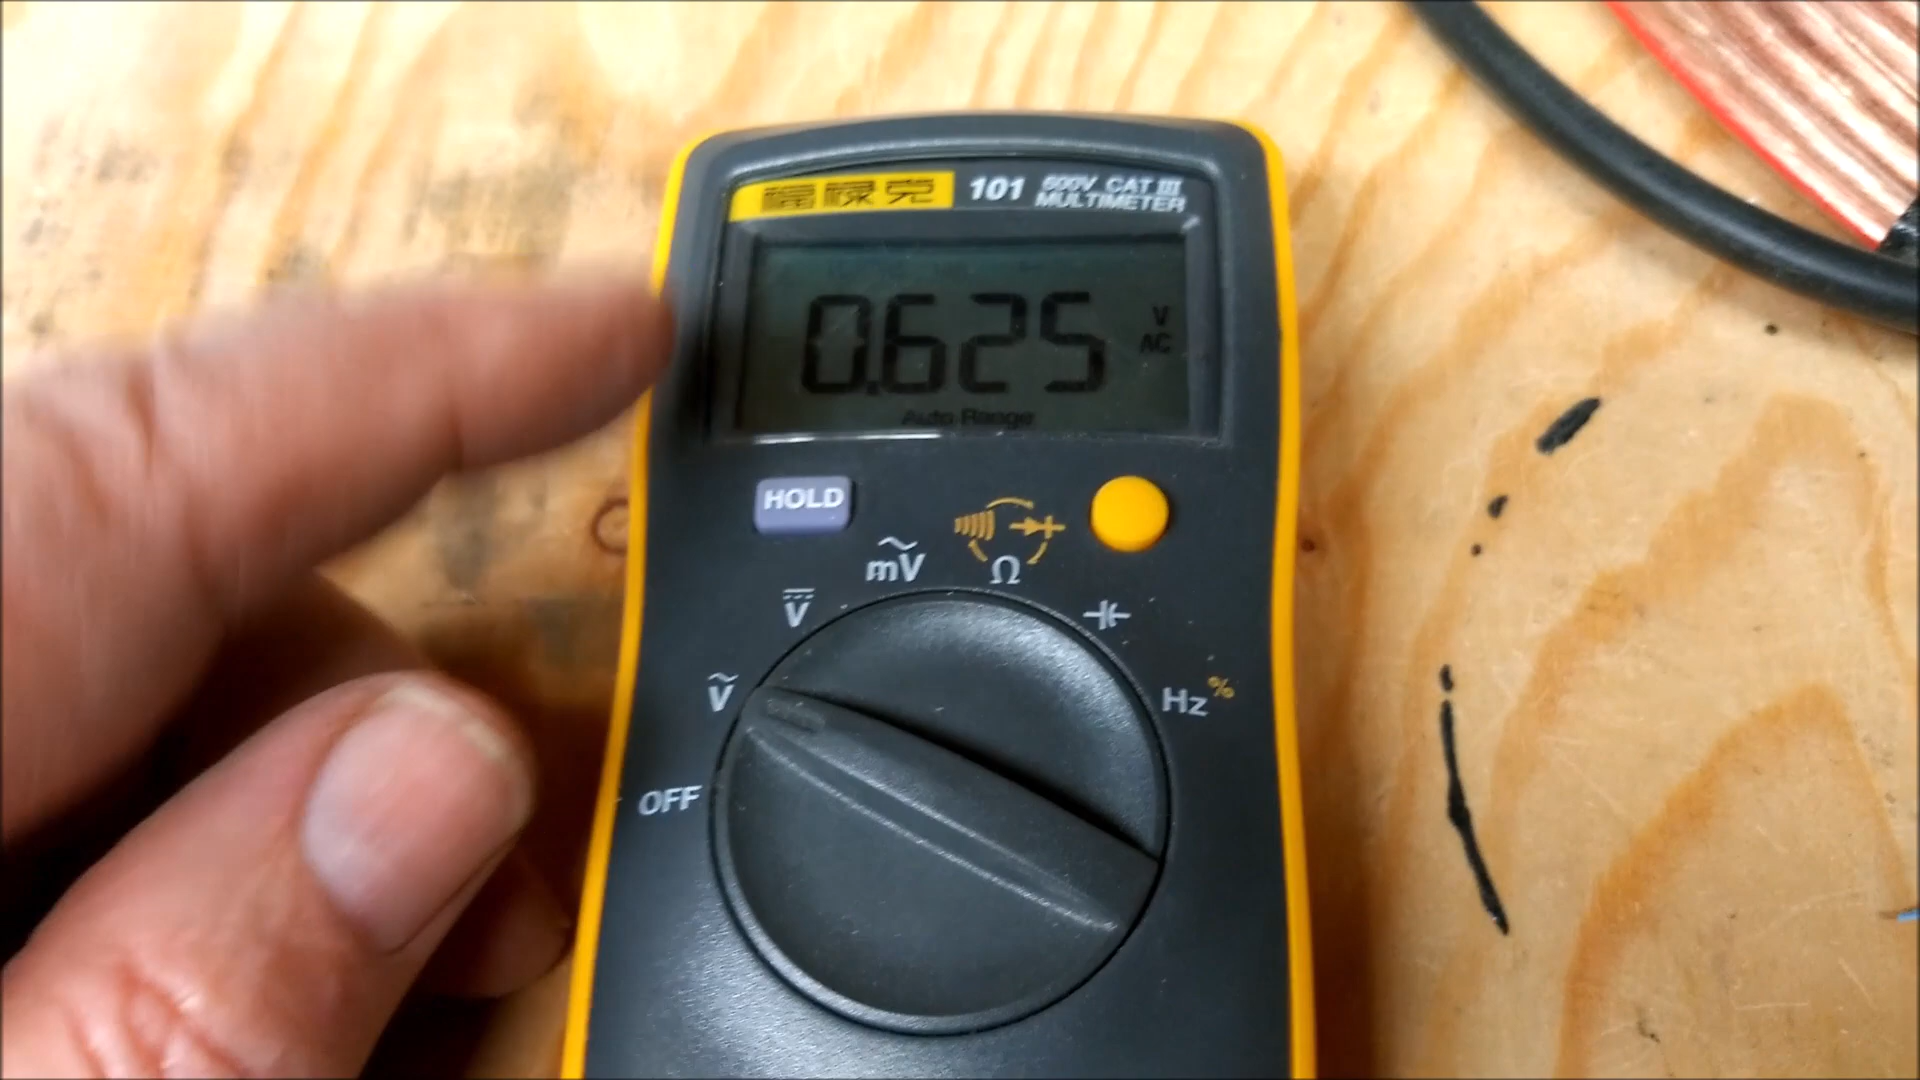 福禄克 101 600V CAT III
MULTIMETER
0.625 V
AC
Auto Range
HOLD
mV
Ω
V
V
Hz %
OFF